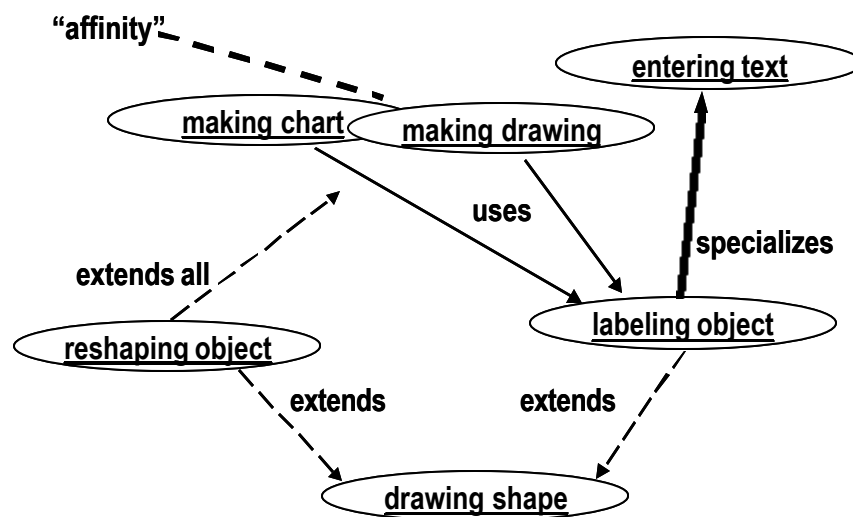 “affinity”
entering text
making chart
making drawing
uses
specializes
extends all
labeling object
reshaping object
extends
extends
drawing shape